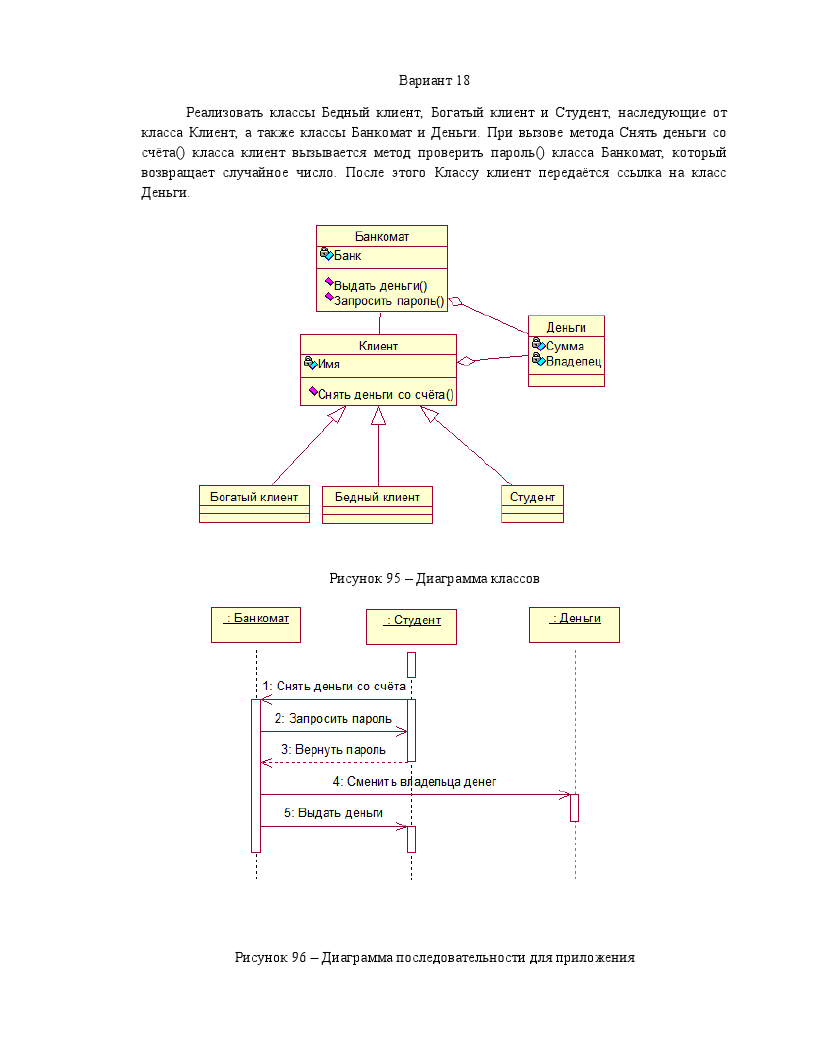 Вариант 18
Реализовать классы Бедный клиент, Богатый клиент и Студент, наследующие от
класса Клиент, а также классы Банкомат и Деньги. При вызове метода Снять деньги со
счёта() класса клиент вызывается метод проверить пароль() класса Банкомат, который
возвращает случайное число. После этого Классу клиент передаётся ссылка на класс
Деньги.
Банкомат
Банк
Выдать деньги()
Запросить пароль()
Деньги
Сумма
Владелец
Клиент
Имя
Снять деньги со счёта()
Богатый клиент
Бедный клиент
Студент
Рисунок 95 – Диаграмма классов
: Банкомат
: Студент
: Деньги
1: Снять деньги со счёта
2: Запросить пароль
3: Вернуть пароль
4: Сменить владельца денег
5: Выдать деньги
Рисунок 96 – Диаграмма последовательности для приложения